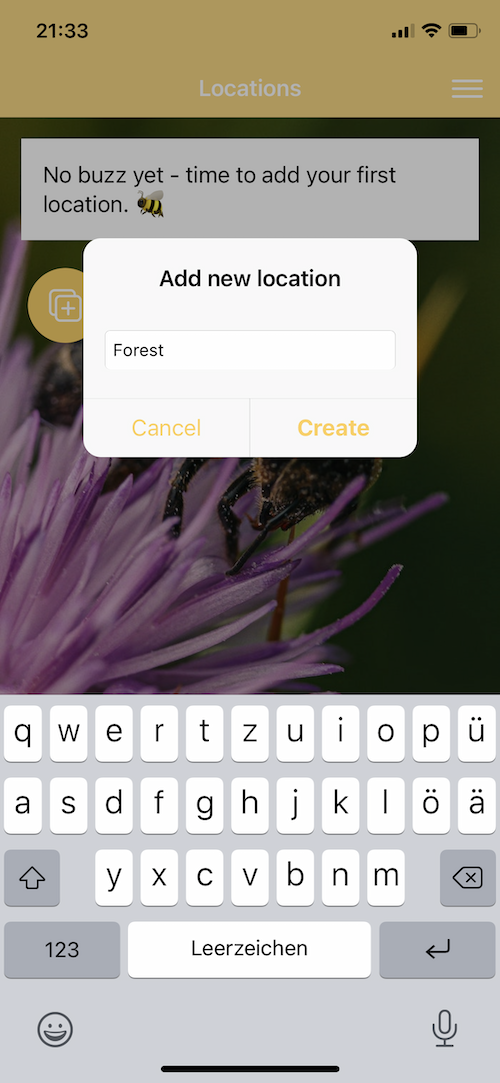 21:33
Locations
No buzz yet - time to add your first
location. 🐝
Add new location
Forest
Cancel
Create
q w e r t z u i o p ü
a s d f g h j k l ö ä
y x c v b n m
123
Leerzeichen